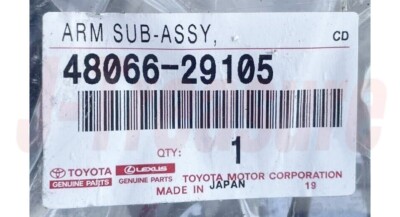 ARM SUB-ASSY, CD
48066-29105
QTY: 1
TOYOTA LEXUS TOYOTA MOTOR CORPORATION
GENUINE PARTS GENUINE PARTS MADE IN JAPAN 19